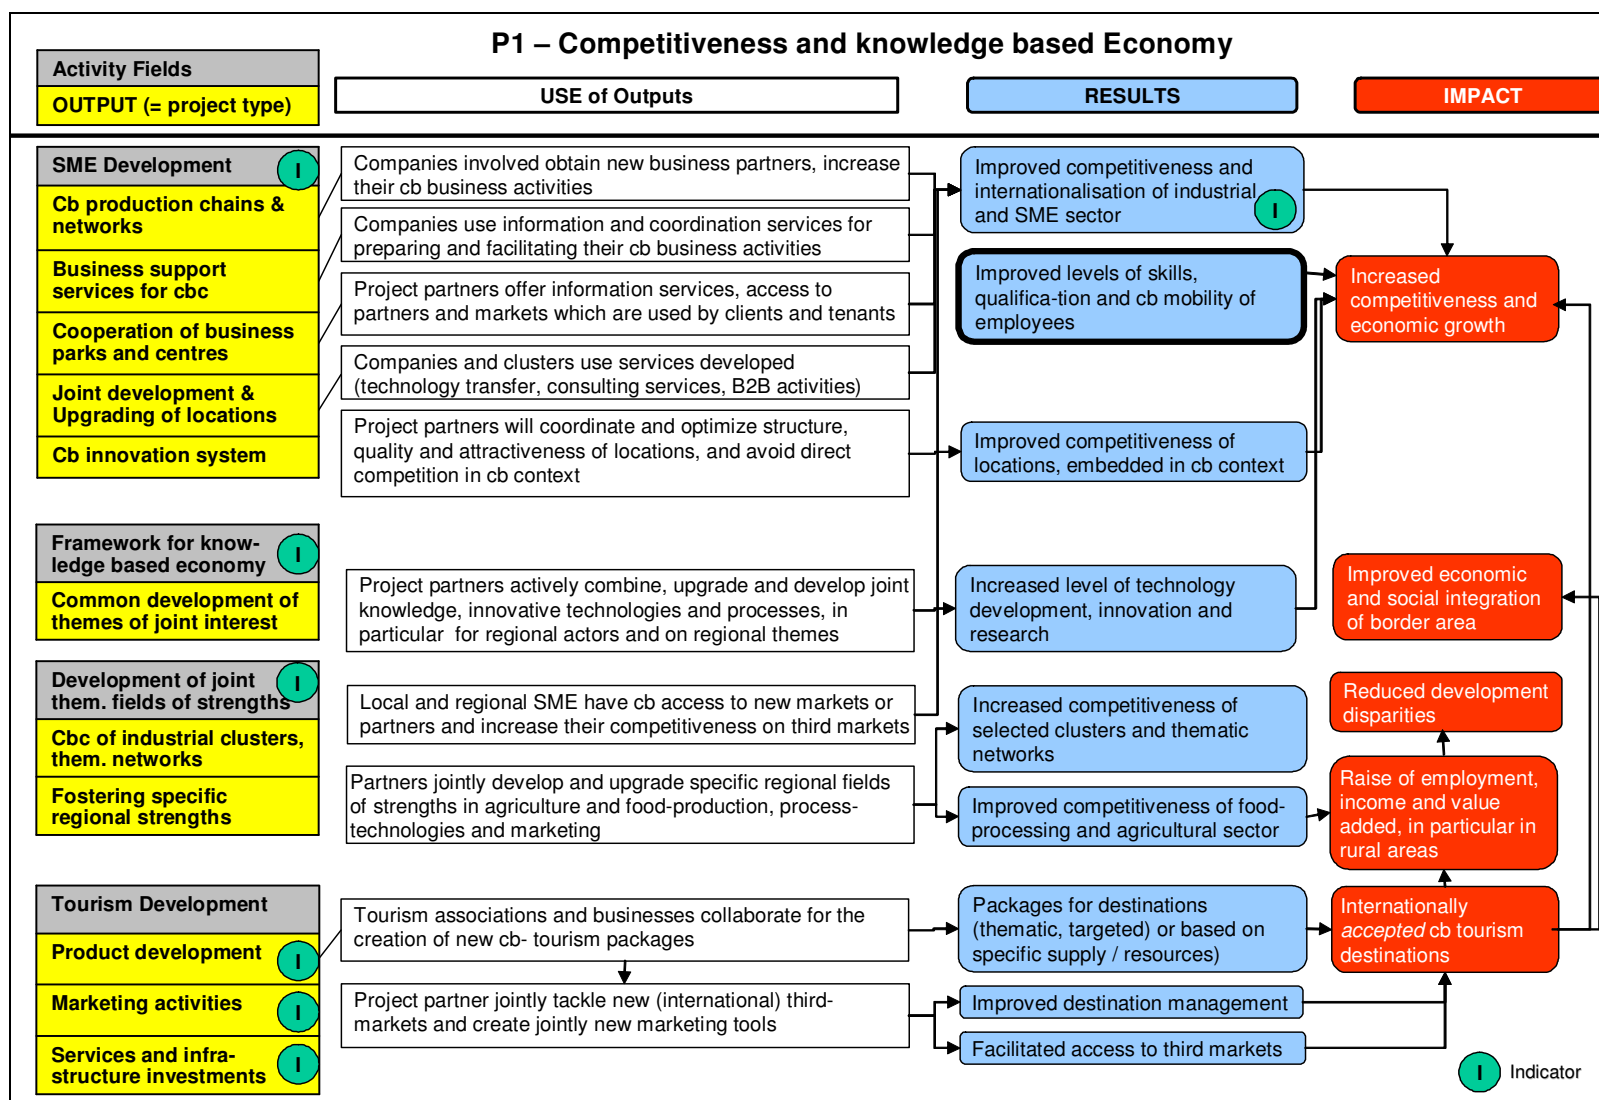 P1 – Competitiveness and knowledge based Economy
Activity Fields
OUTPUT (= project type)
USE of Outputs
RESULTS
IMPACT
SME Development
I
Cb production chains &
networks
Business support
services for cbc
Cooperation of business
parks and centres
Joint development &
Upgrading of locations
Cb innovation system
Companies involved obtain new business partners, increase
their cb business activities
Companies use information and coordination services for
preparing and facilitating their cb business activities
Project partners offer information services, access to
partners and markets which are used by clients and tenants
Companies and clusters use services developed
(technology transfer, consulting services, B2B activities)
Project partners will coordinate and optimize structure,
quality and attractiveness of locations, and avoid direct
competition in cb context
Improved competitiveness and
internationalisation of industrial
and SME sector
I
Improved levels of skills,
qualifica-tion and cb mobility of
employees
Improved competitiveness of
locations, embedded in cb context
Increased
competitiveness and
economic growth
Framework for know-
ledge based economy
I
Common development of
themes of joint interest
Project partners actively combine, upgrade and develop joint
knowledge, innovative technologies and processes, in
particular for regional actors and on regional themes
Increased level of technology
development, innovation and
research
Improved economic
and social integration
of border area
Development of joint
them. fields of strengths
I
Cbc of industrial clusters,
them. networks
Fostering specific
regional strengths
Local and regional SME have cb access to new markets or
partners and increase their competitiveness on third markets
Partners jointly develop and upgrade specific regional fields
of strengths in agriculture and food-production, process-
technologies and marketing
Increased competitiveness of
selected clusters and thematic
networks
Improved competitiveness of food-
processing and agricultural sector
Reduced development
disparities
Raise of employment,
income and value
added, in particular in
rural areas
Tourism Development
Product development
I
Marketing activities
I
Services and infra-
structure investments
I
Tourism associations and businesses collaborate for the
creation of new cb- tourism packages
Project partner jointly tackle new (international) third-
markets and create jointly new marketing tools
Packages for destinations
(thematic, targeted) or based on
specific supply / resources)
Improved destination management
Facilitated access to third markets
Internationally
accepted cb tourism
destinations
I
Indicator